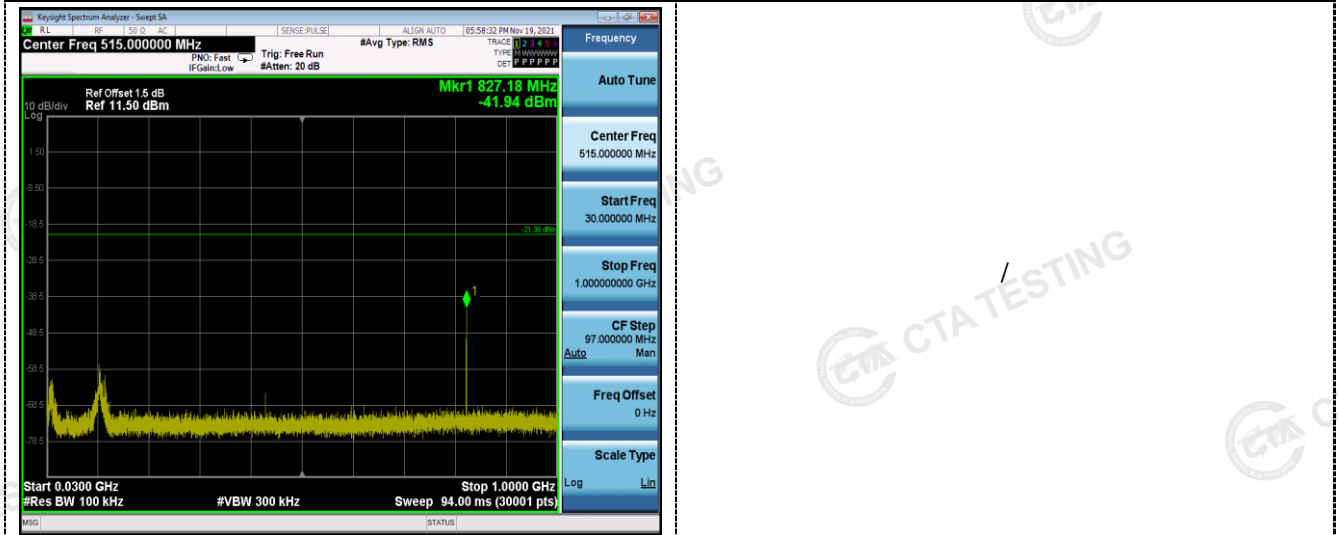 Keysight Spectrum Analyzer - Swept SA
RL RF 50 Ω AC SENSE:PULSE ALIGN AUTO 05:58:32 PM Nov 19, 2021
Center Freq 515.000000 MHz
PNO: Fast
IFGain:Low
Trig: Free Run
#Atten: 20 dB
#Avg Type: RMS
TRACE 1 2 3 4 5 6
TYPE M WWWWW
DET P P P P P P
Frequency
Mkr1 827.18 MHz
-41.94 dBm
Ref Offset 1.5 dB
10 dB/div Ref 11.50 dBm
Log
1.50
-8.50
-18.5
-21.38 dBm
-28.5
-38.5
1
-48.5
-58.5
-68.5
-78.5
Start 0.0300 GHz Stop 1.0000 GHz
#Res BW 100 kHz #VBW 300 kHz Sweep 94.00 ms (30001 pts)
MSG STATUS
Auto Tune
Center Freq
515.000000 MHz
Start Freq
30.000000 MHz
Stop Freq
1.000000000 GHz
CF Step
97.000000 MHz
Auto Man
Freq Offset
0 Hz
Scale Type
Log Lin
/
CTA TESTING
CTA
NG
CTA
C